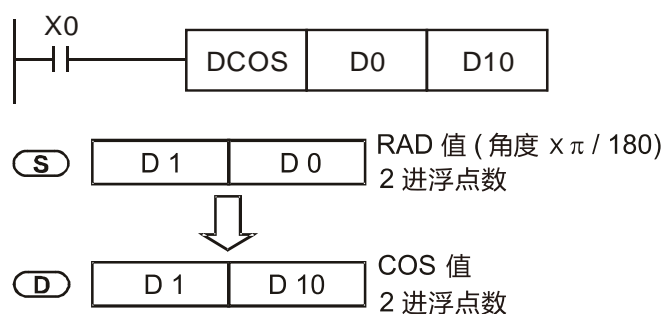 X0
DCOS D0 D10
S D 1 D 0 RAD 值 ( 角度 x π / 180)
2 进浮点数
D D 1 D 10 COS 值
2 进浮点数